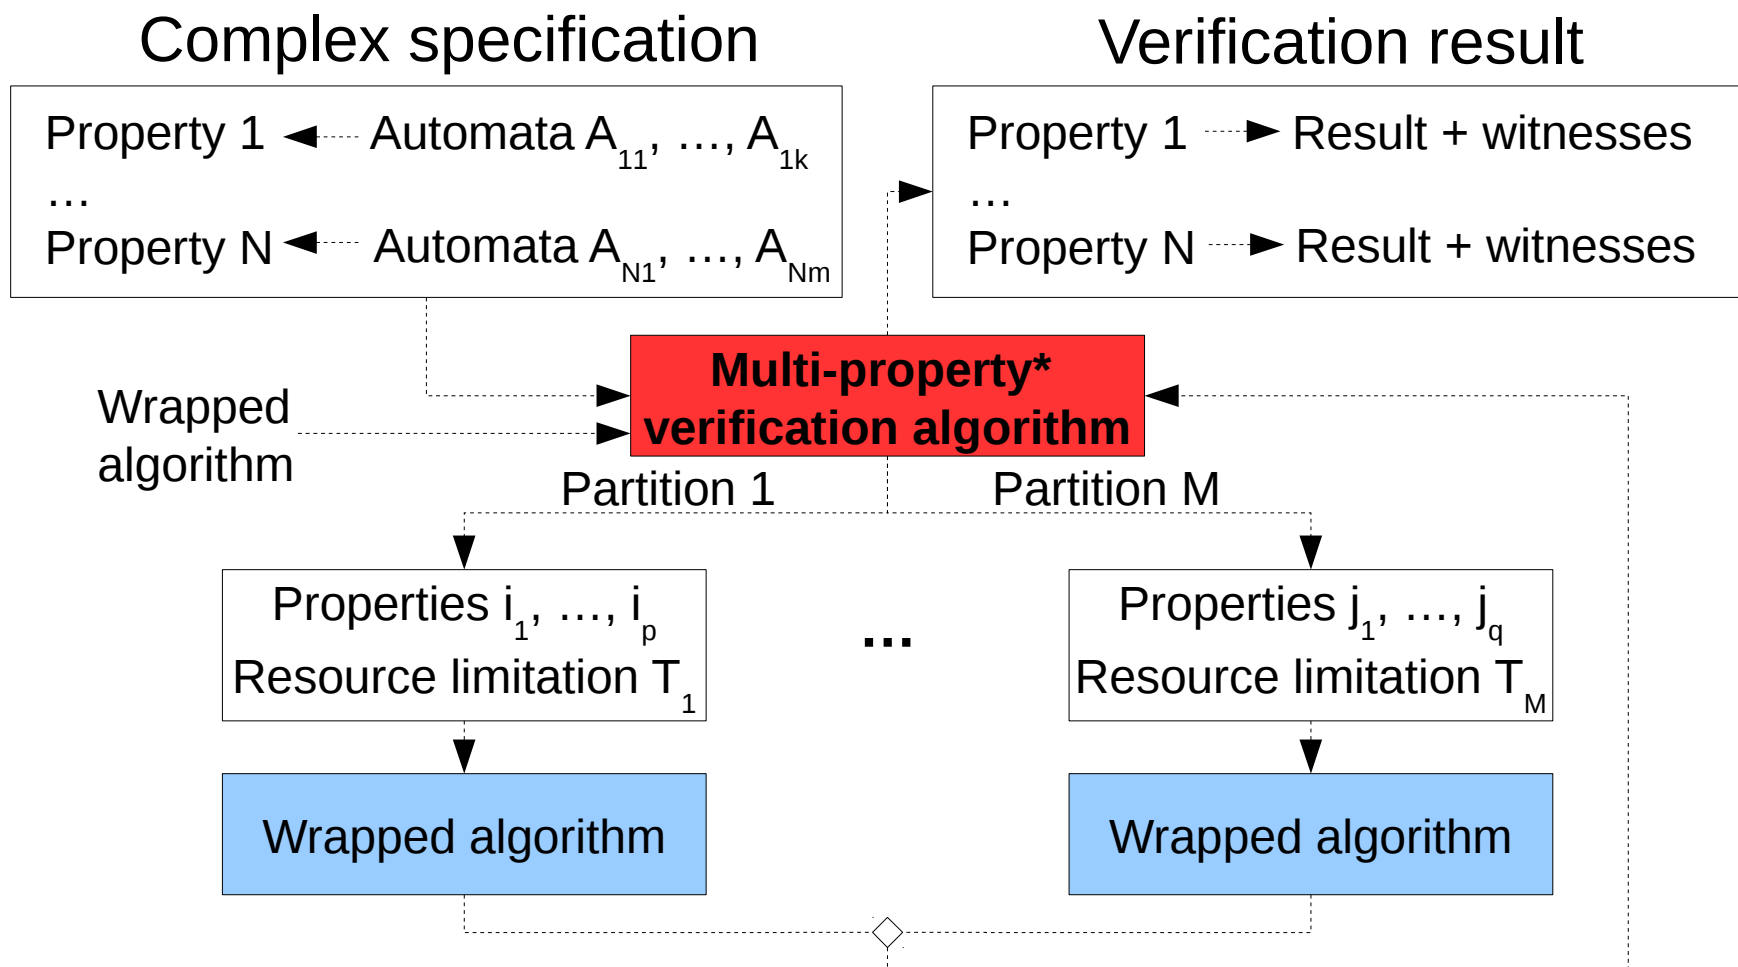 Complex specification
Verification result
Property 1 Automata A11, …, A1k
…
Property N Automata AN1, …, ANm
Property 1 Result + witnesses
…
Property N Result + witnesses
Wrapped
algorithm
Multi-property*
verification algorithm
Partition 1
Partition M
Properties i1, …, ip
Resource limitation T1
...
Properties j1, …, jq
Resource limitation TM
Wrapped algorithm
Wrapped algorithm